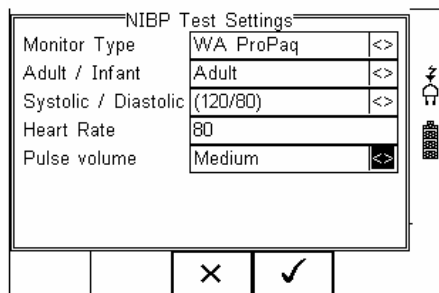 NIBP Test Settings
Monitor Type WA ProPaq <>
Adult / Infant Adult <>
Systolic / Diastolic (120/80) <>
Heart Rate 80
Pulse volume Medium <>